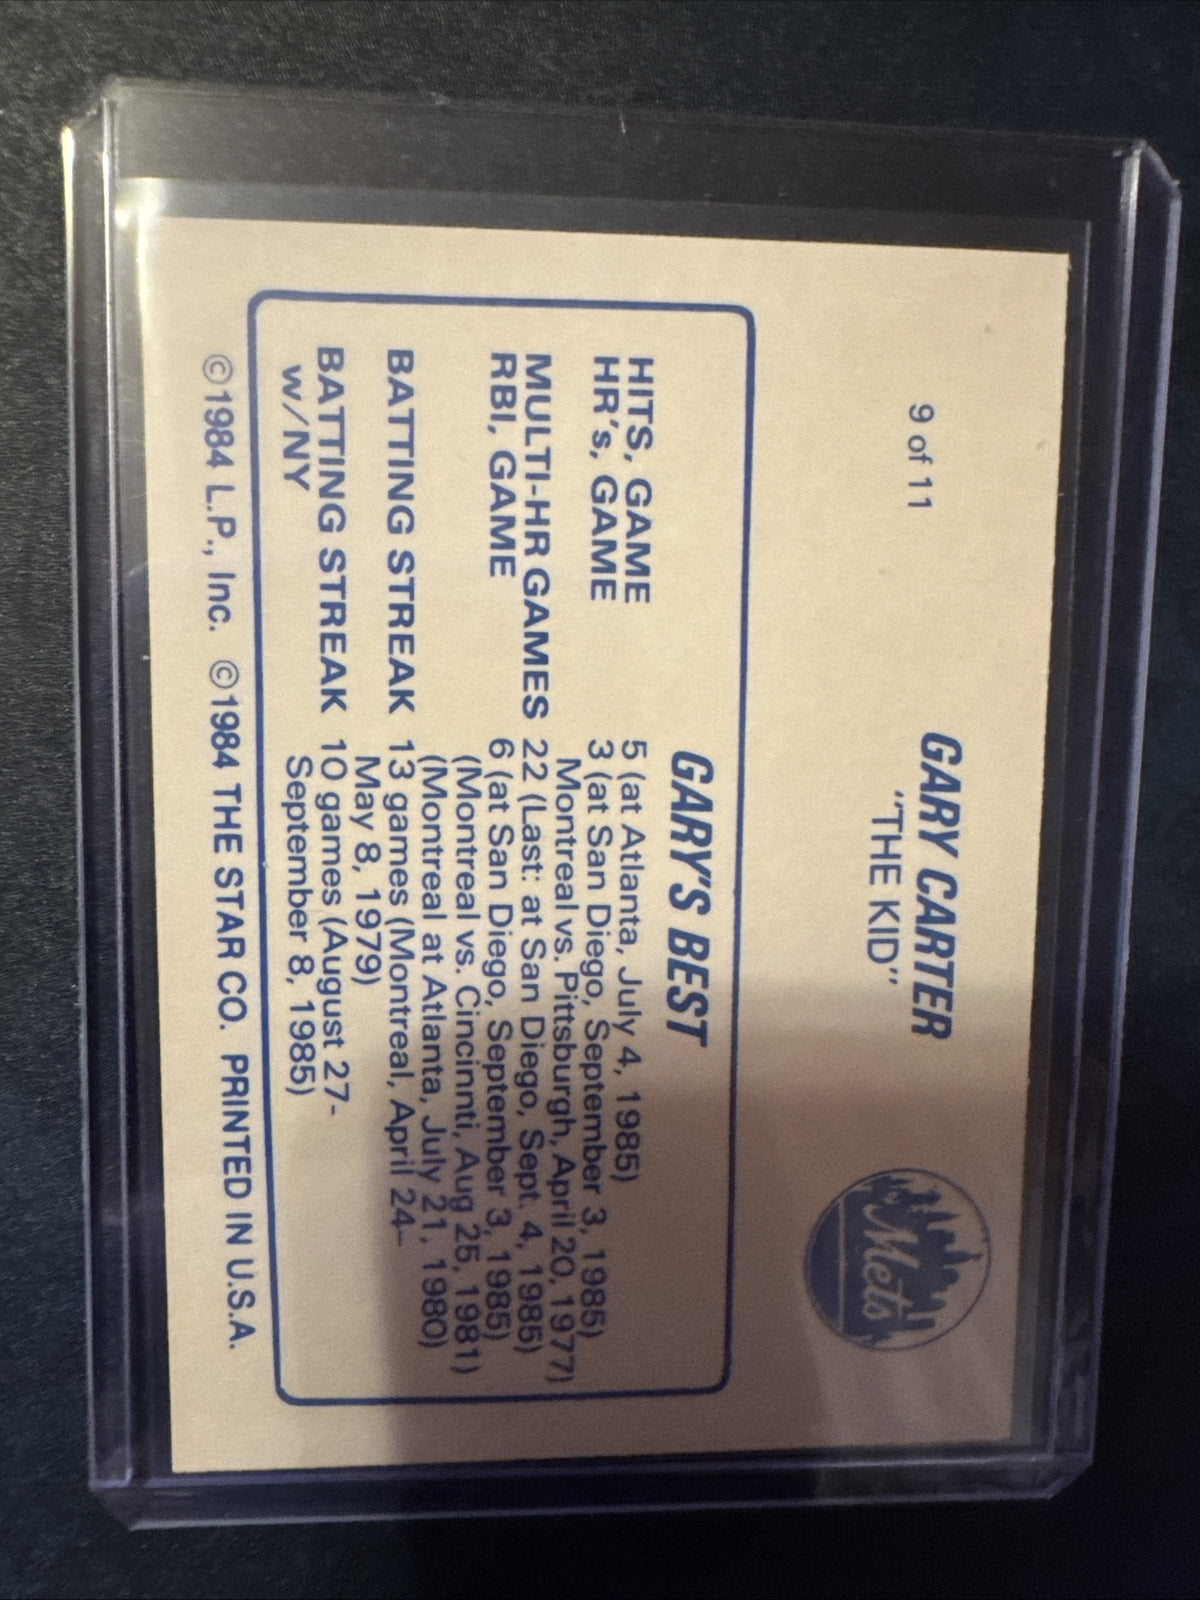 9 of 11
GARY CARTER
"THE KID"
Mets
GARY'S BEST
HITS, GAME 5 (at Atlanta, July 4, 1985)
HR's, GAME 3 (at San Diego, September 3, 1985)
Montreal vs. Pittsburgh, April 20, 1977)
MULTI-HR GAMES 22 (Last: at San Diego, Sept. 4, 1985)
RBI, GAME 6 (at San Diego, September 3, 1985)
(Montreal vs. Cincinnti, Aug 25, 1981)
(Montreal at Atlanta, July 21, 1980)
BATTING STREAK 13 games (Montreal, April 24–
May 8, 1979)
BATTING STREAK 10 games (August 27-
w/NY September 8, 1985)
©1984 L.P., Inc. ©1984 THE STAR CO. PRINTED IN U.S.A.